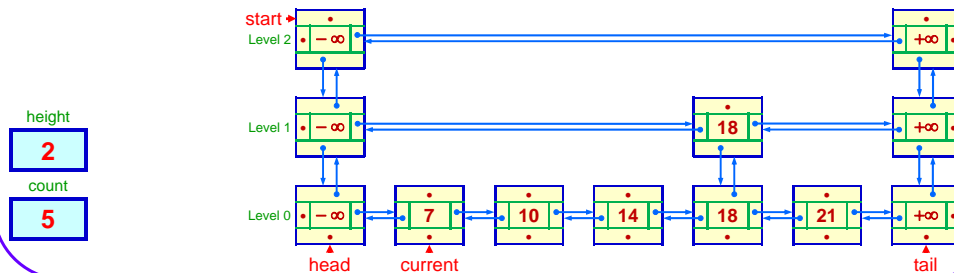 start
Level 2
− ∞
+∞
height
2
Level 1
− ∞
18
+∞
count
5
Level 0
− ∞
7
10
14
18
21
+∞
head
current
tail